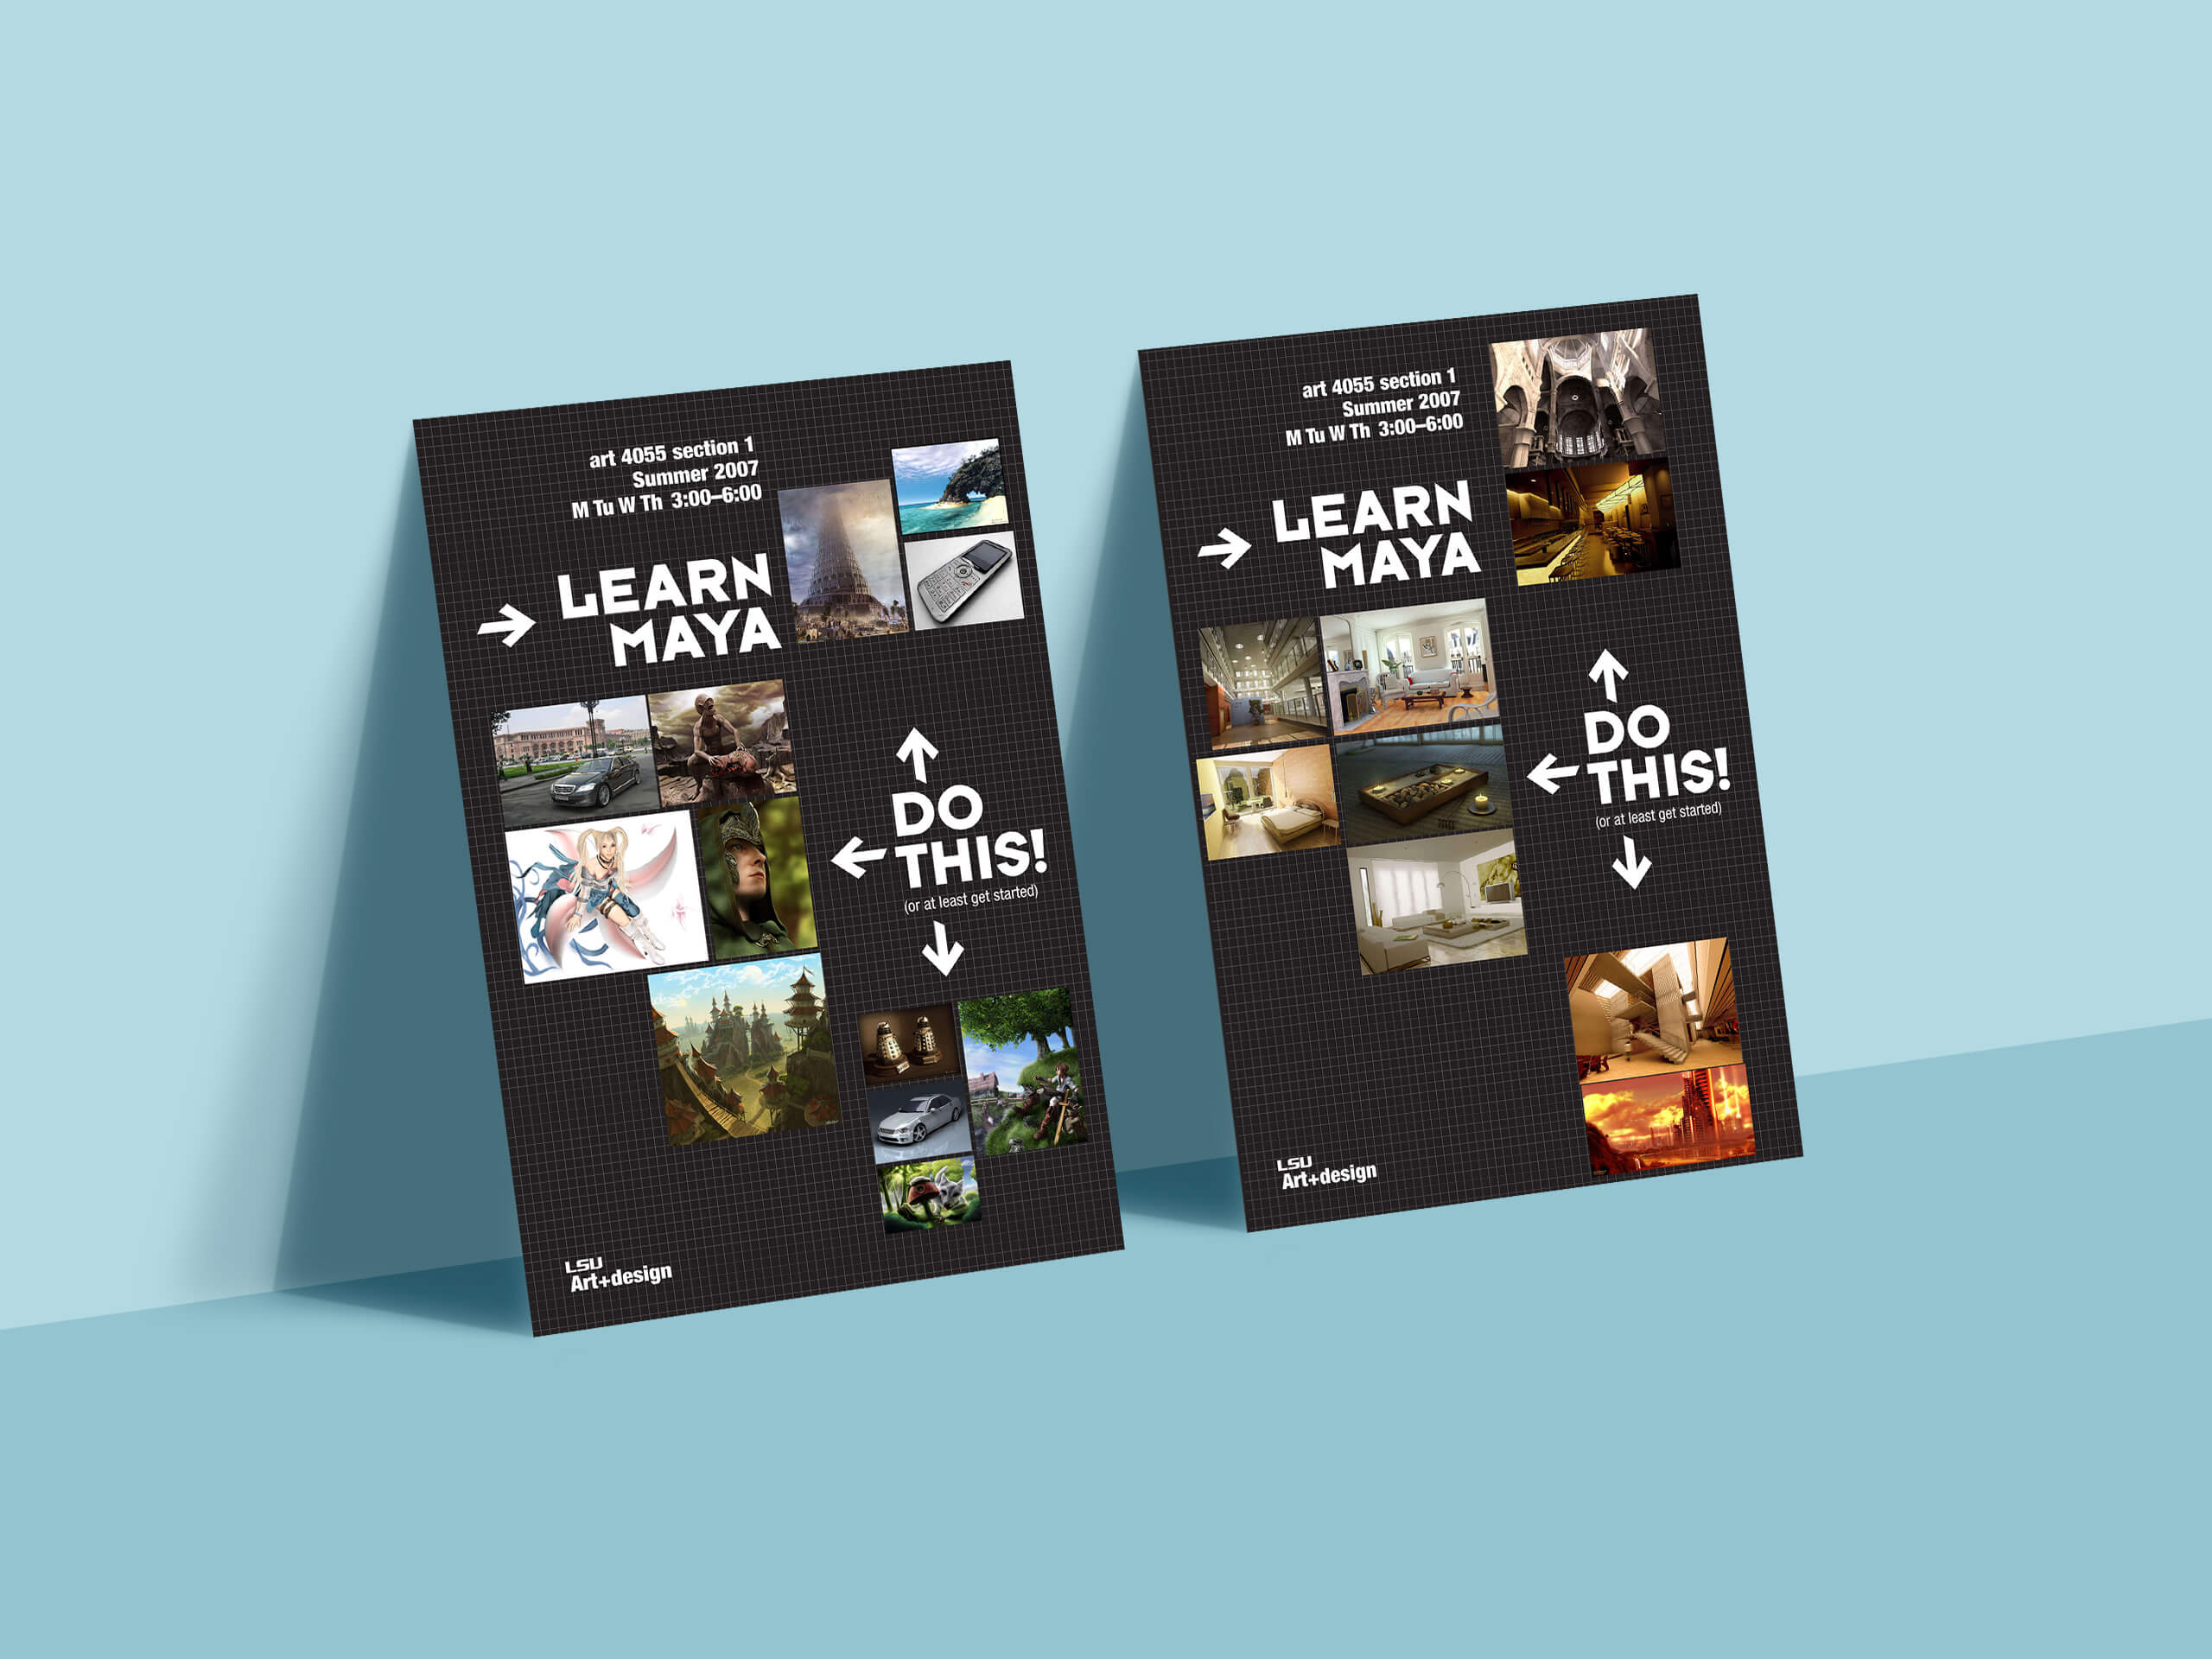 art 4055 section 1
Summer 2007
M Tu W Th 3:00–6:00
LEARN
MAYA
DO
THIS!
(or at least get started)
LSU
Art+design
art 4055 section 1
Summer 2007
M Tu W Th 3:00–6:00
LEARN
MAYA
DO
THIS!
(or at least get started)
LSU
Art+design